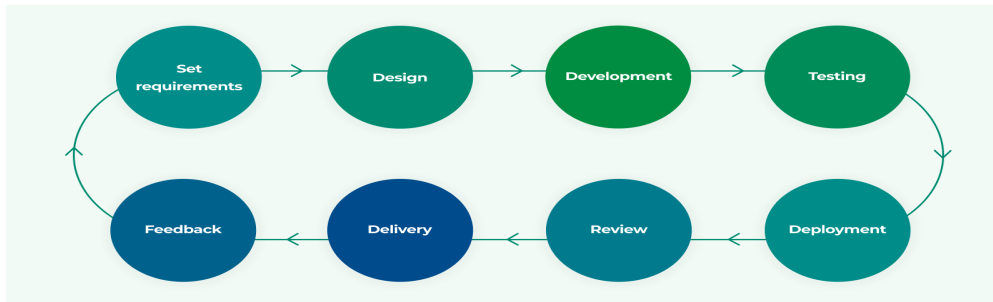 Set
requirements
Design
Development
Testing
Feedback
Delivery
Review
Deployment